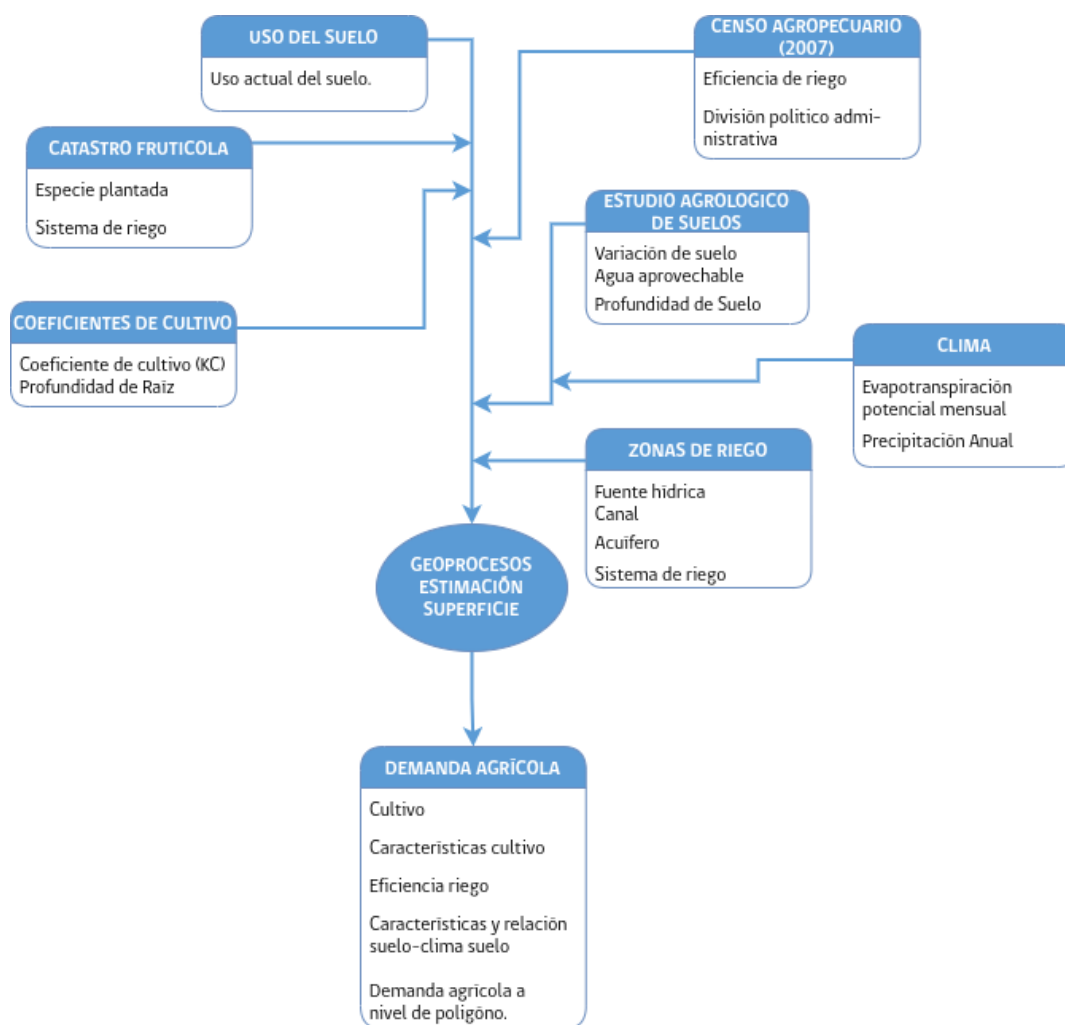 USO DEL SUELO
Uso actual del suelo.
CENSO AGROPECUARIO
(2007)
Eficiencia de riego
División politico admi-
nistrativa
CATASTRO FRUTICOLA
Especie plantada
Sistema de riego
ESTUDIO AGROLOGICO
DE SUELOS
Variación de suelo
Agua aprovechable
Profundidad de Suelo
COEFICIENTES DE CULTIVO
Coeficiente de cultivo (KC)
Profundidad de Raíz
CLIMA
Evapotranspiración
potencial mensual
Precipitación Anual
ZONAS DE RIEGO
Fuente hídrica
Canal
Acuífero
Sistema de riego
GEOPROCESOS
ESTIMACIÓN
SUPERFICIE
DEMANDA AGRÍCOLA
Cultivo
Características cultivo
Eficiencia riego
Características y relación
suelo-clima suelo
Demanda agrícola a
nivel de poligóno.